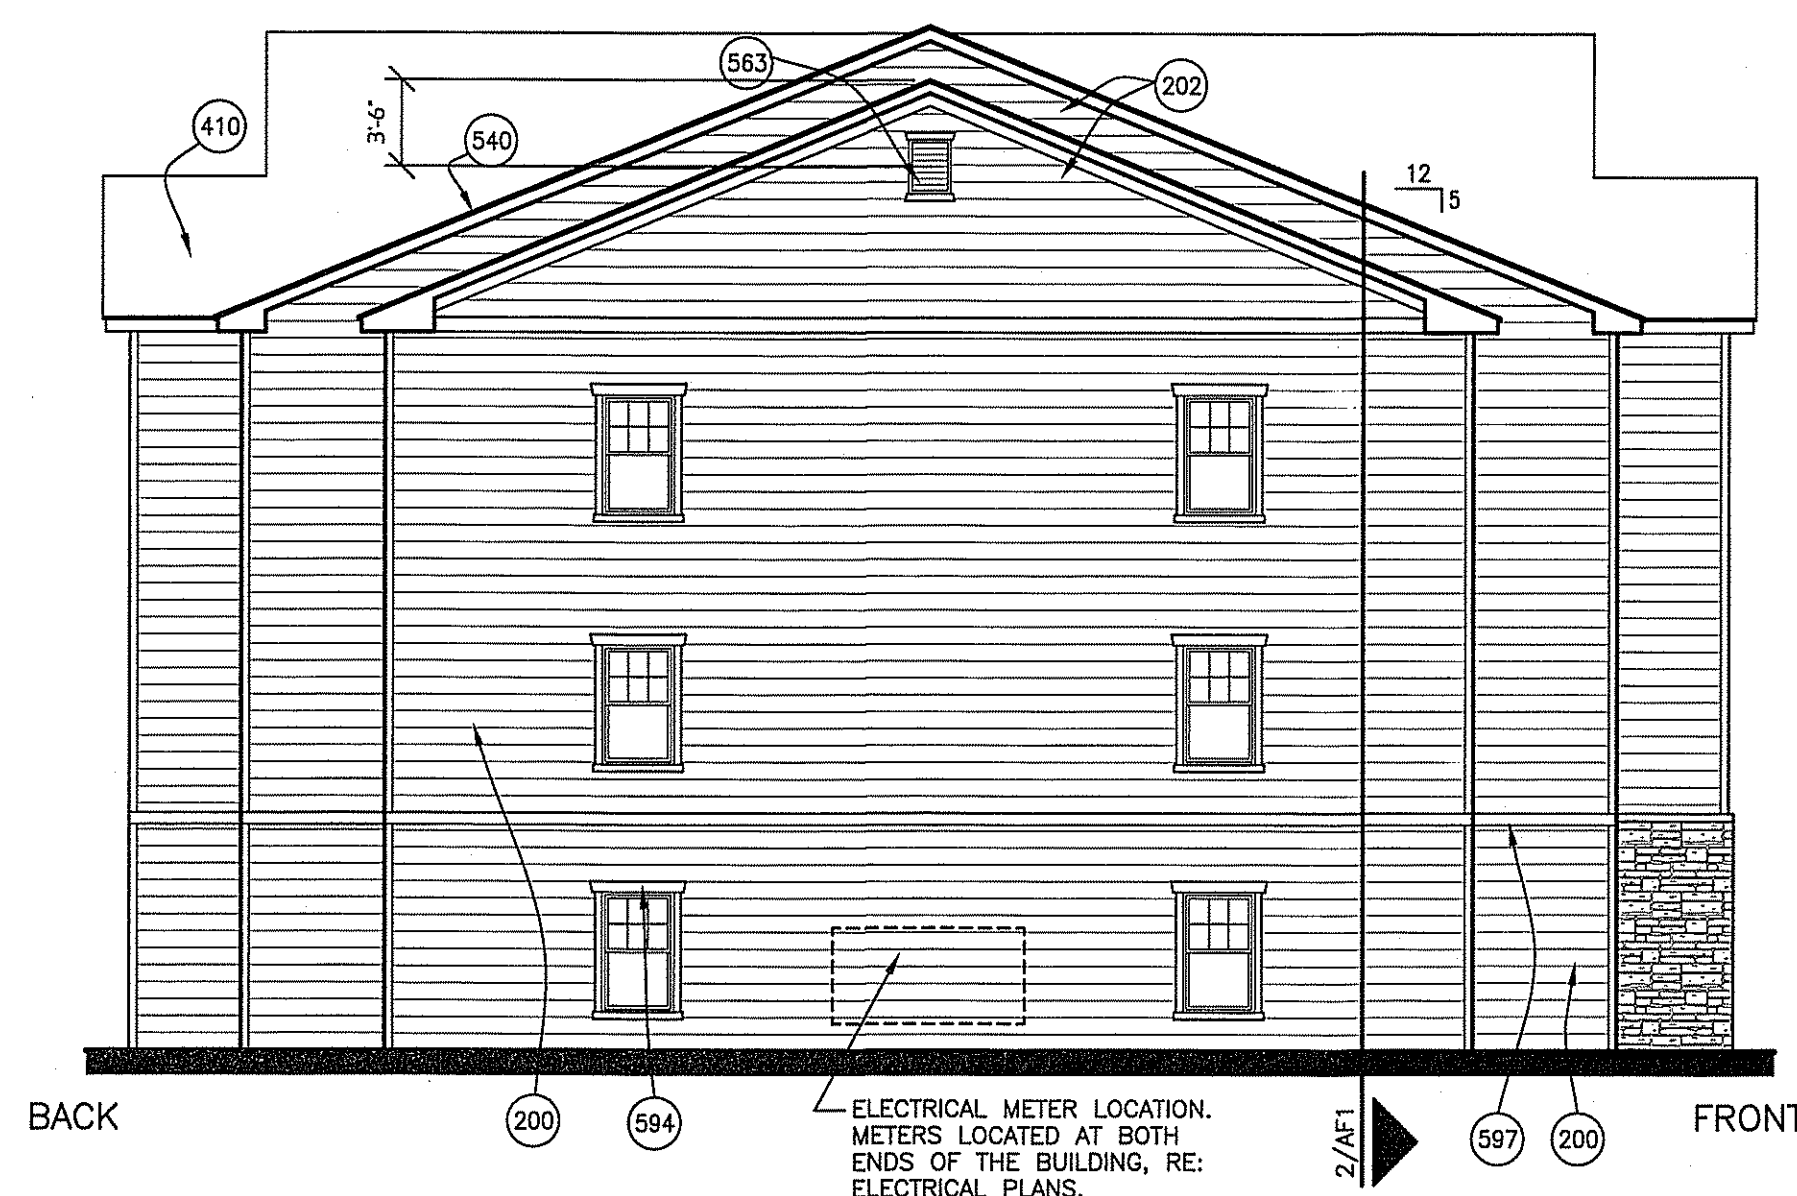 563
202
410
540
3'-6"
12
5
BACK
200
594
ELECTRICAL METER LOCATION.
METERS LOCATED AT BOTH
ENDS OF THE BUILDING, RE:
ELECTRICAL PLANS.
2/AF1
597
200
FRONT